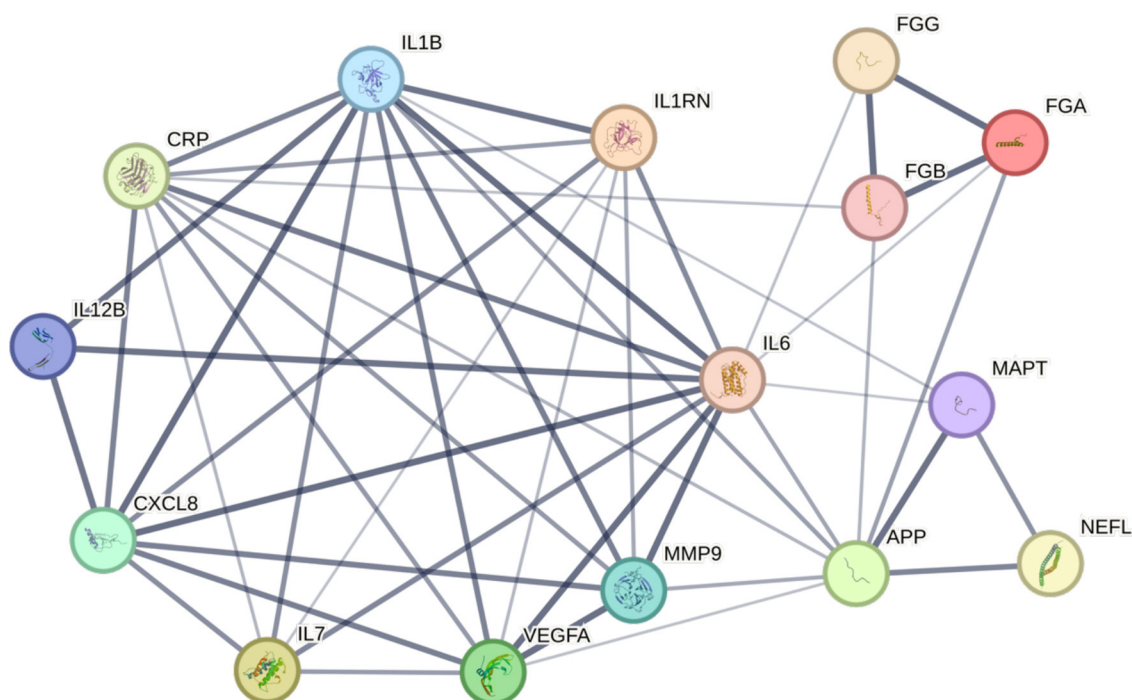 FGG
IL1B
IL1RN
FGA
CRP
FGB
IL12B
IL6
MAPT
CXCL8
NEFL
APP
MMP9
IL7
VEGFA